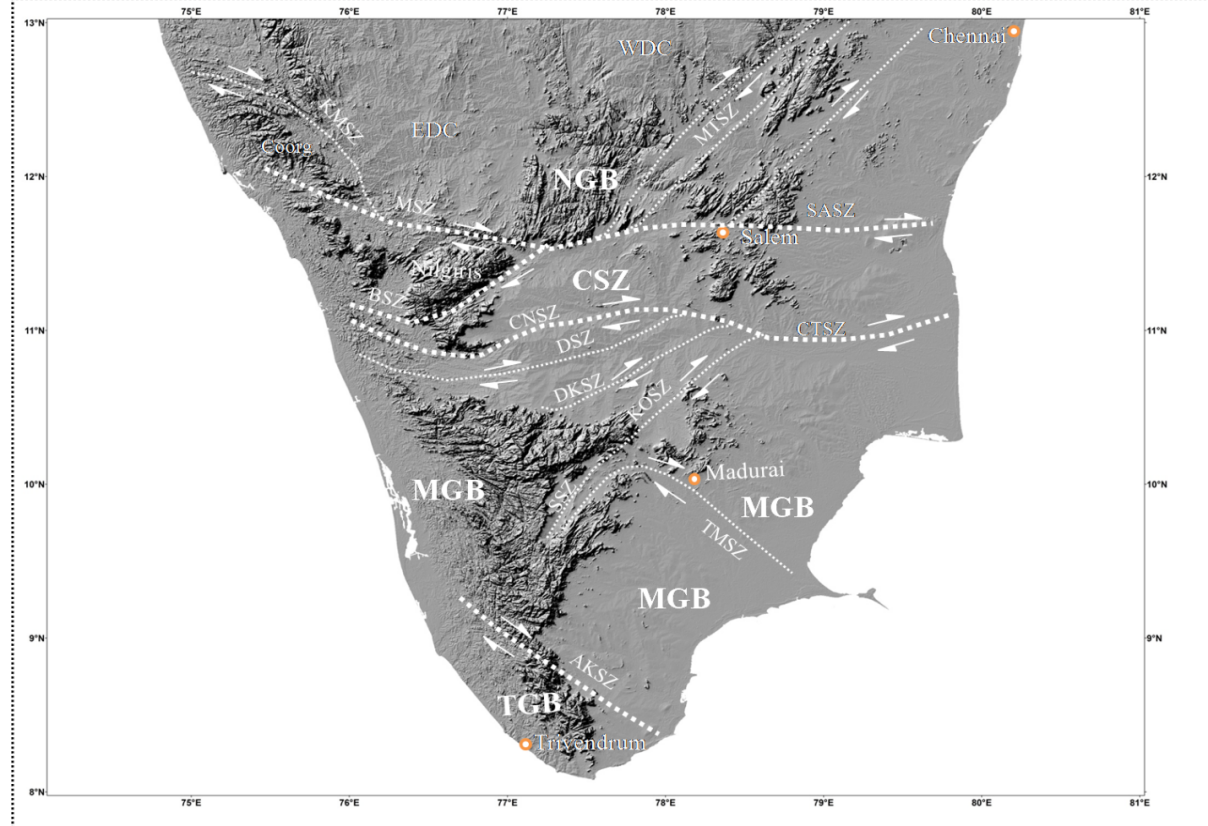 75°E 76°E 77°E 78°E 79°E 80°E 81°E
13°N 13°N
Chennai
WDC
KMSZ
EDC
MTSZ
Coorg
12°N 12°N
NGB
MSZ
SASZ
Salem
Nilgiris
CSZ
BSZ
CNSZ
11°N 11°N
CTSZ
DSZ
DKSZ
KOSZ
Madurai
10°N 10°N
MGB
SSZ
MGB
TMSZ
MGB
9°N 9°N
AKSZ
TGB
Trivendrum
8°N 8°N
75°E 76°E 77°E 78°E 79°E 80°E 81°E